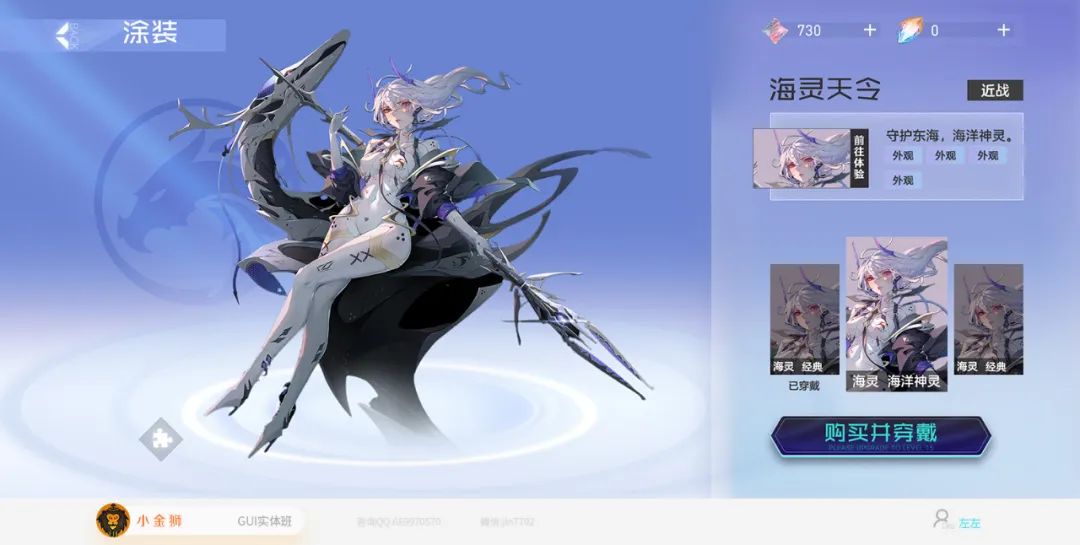 BACK
涂装
730
0
海灵天令
近战
前往体验
守护东海，海洋神灵。
外观 外观 外观
外观
海灵 经典
已穿戴
海灵 海洋神灵
海灵 经典
购买并穿戴
PLEASE UPGRADE TO LEVEL 15
小金狮
GUI实体班
咨询QQ:669970570
微信:jin7702
左左